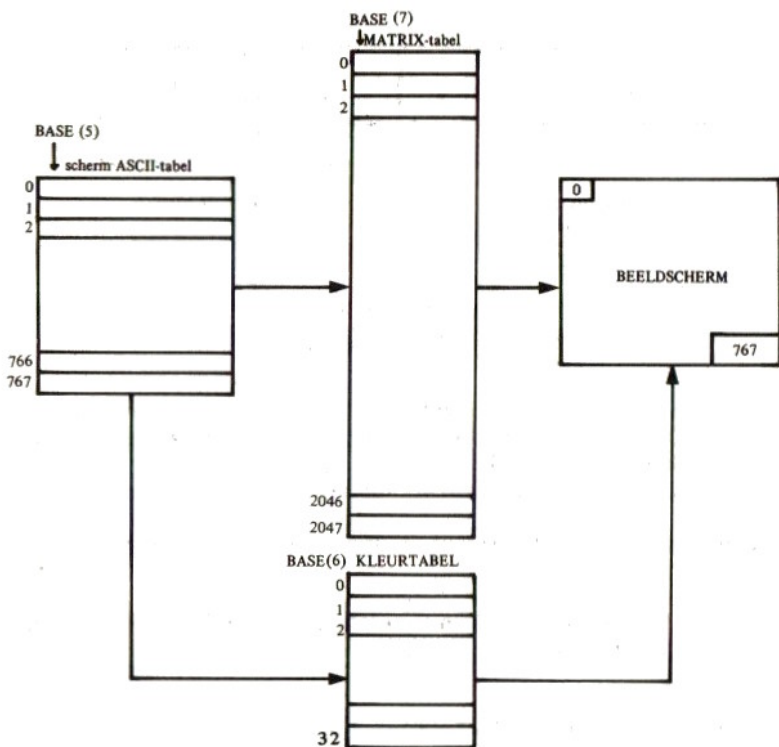 BASE (7)
MATRIX-tabel
0
1
2
BASE (5)
scherm ASCII-tabel
0
1
2
766
767
0
BEELDSCHERM
767
2046
2047
BASE(6) KLEURTABEL
0
1
2
32